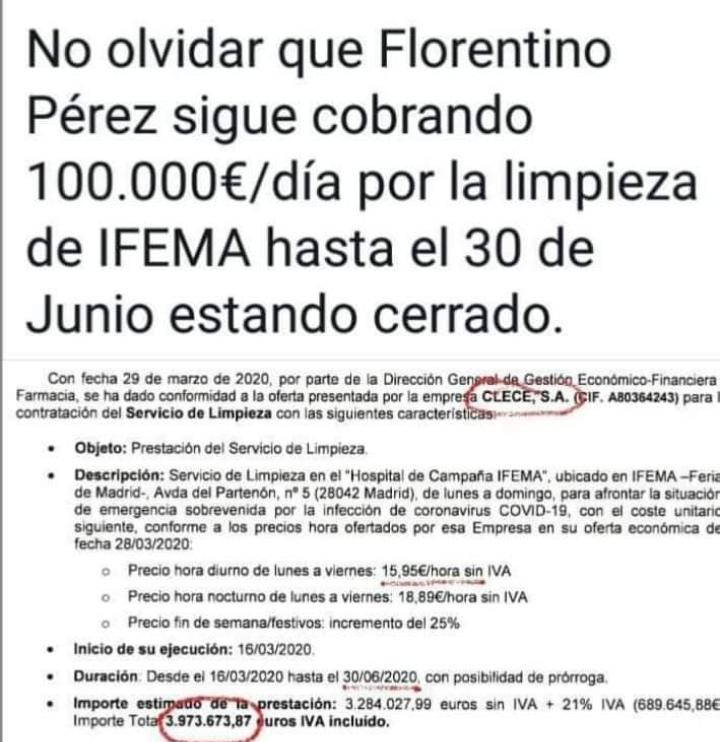 No olvidar que Florentino
Pérez sigue cobrando
100.000€/día por la limpieza
de IFEMA hasta el 30 de
Junio estando cerrado.
Con fecha 29 de marzo de 2020, por parte de la Dirección General de Gestión Económico-Financiera
Farmacia, se ha dado conformidad a la oferta presentada por la empresa CLECE, S.A. (CIF. A80364243) para
contratación del Servicio de Limpieza con las siguientes características:
• Objeto: Prestación del Servicio de Limpieza.
• Descripción: Servicio de Limpieza en el "Hospital de Campaña IFEMA", ubicado en IFEMA –Feria
de Madrid-, Avda del Partenón, nº 5 (28042 Madrid), de lunes a domingo, para afrontar la situación
de emergencia sobrevenida por la infección de coronavirus COVID-19, con el coste unitario
siguiente, conforme a los precios hora ofertados por esa Empresa en su oferta económica de
fecha 28/03/2020:
o Precio hora diurno de lunes a viernes: 15,95€/hora sin IVA
o Precio hora nocturno de lunes a viernes: 18,89€/hora sin IVA
o Precio fin de semana/festivos: incremento del 25%
• Inicio de su ejecución: 16/03/2020.
• Duración: Desde el 16/03/2020 hasta el 30/06/2020, con posibilidad de prórroga.
• Importe estimado de la prestación: 3.284.027,99 euros sin IVA + 21% IVA (689.645,88€
Importe Total 3.973.673,87 euros IVA incluido.